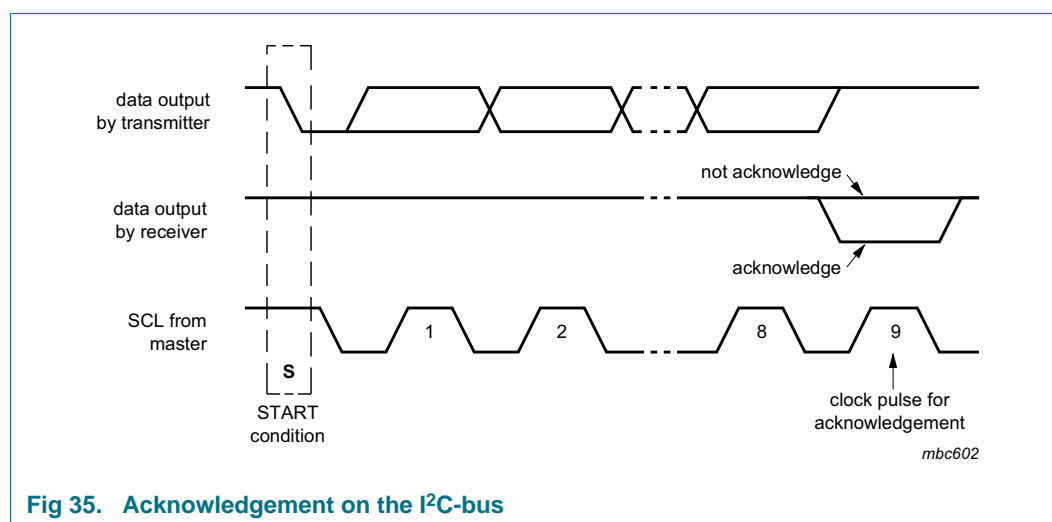 data output
by transmitter
not acknowledge
data output
by receiver
acknowledge
SCL from
master
1
2
8
9
S
START
condition
clock pulse for
acknowledgement
mbc602
Fig 35. Acknowledgement on the I²C-bus